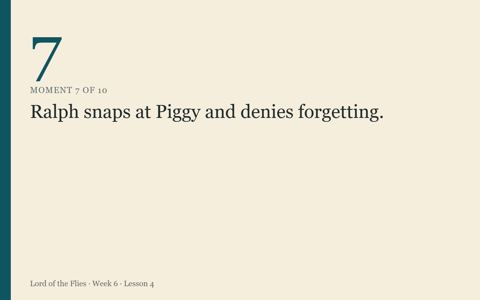 7
MOMENT 7 OF 10
Ralph snaps at Piggy and denies forgetting.
Lord of the Flies · Week 6 · Lesson 4